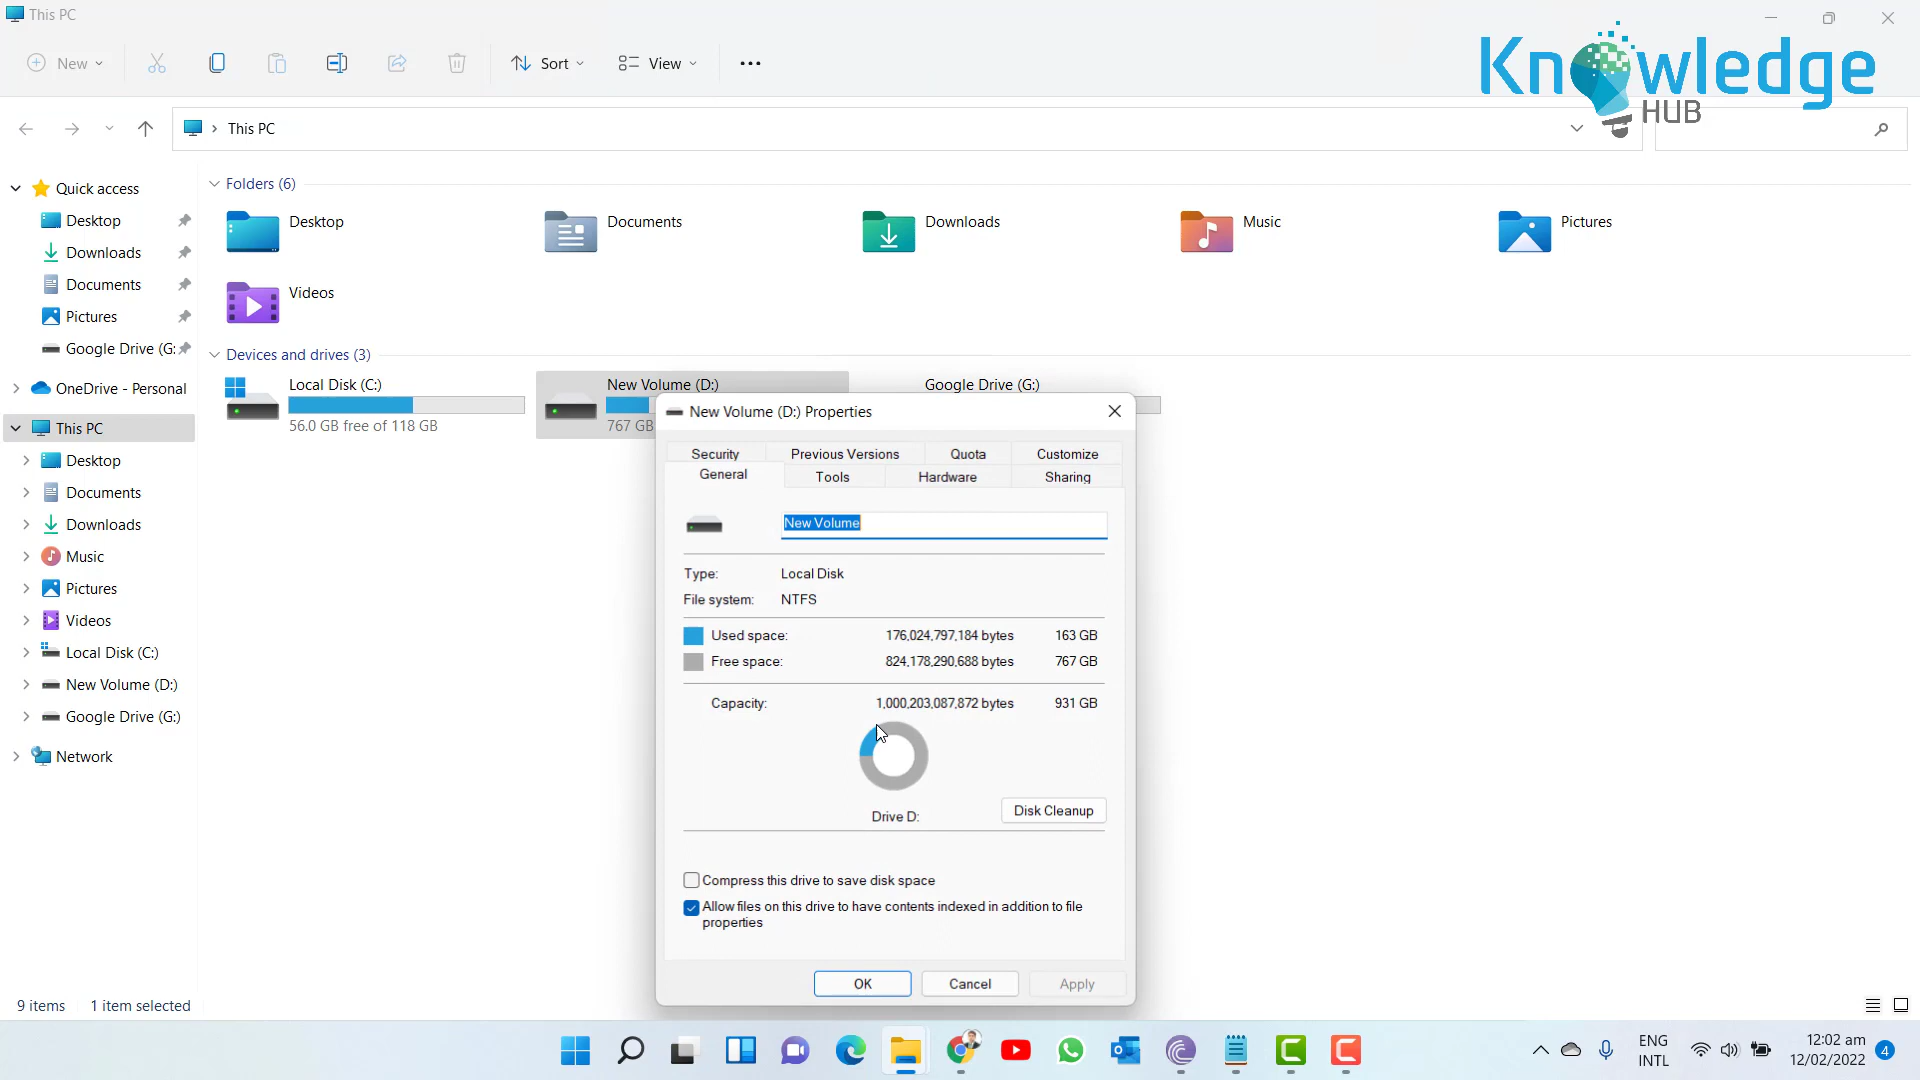 This PC
New
Sort
View
Knowledge
HUB
This PC
Quick access
Desktop
Downloads
Documents
Pictures
Google Drive (G:
OneDrive - Personal
This PC
Desktop
Documents
Downloads
Music
Pictures
Videos
Local Disk (C:)
New Volume (D:)
Google Drive (G:)
Network
Folders (6)
Desktop
Documents
Downloads
Music
Pictures
Videos
Devices and drives (3)
Local Disk (C:)
56.0 GB free of 118 GB
New Volume (D:)
767 GB
Google Drive (G:)
New Volume (D:) Properties
Security Previous Versions Quota Customize
General Tools Hardware Sharing
New Volume
Type: Local Disk
File system: NTFS
Used space: 176,024,797,184 bytes 163 GB
Free space: 824,178,290,688 bytes 767 GB
Capacity: 1,000,203,087,872 bytes 931 GB
Drive D:
Disk Cleanup
Compress this drive to save disk space
Allow files on this drive to have contents indexed in addition to file
properties
OK Cancel Apply
9 items 1 item selected
ENG
INTL
12:02 am
12/02/2022
4